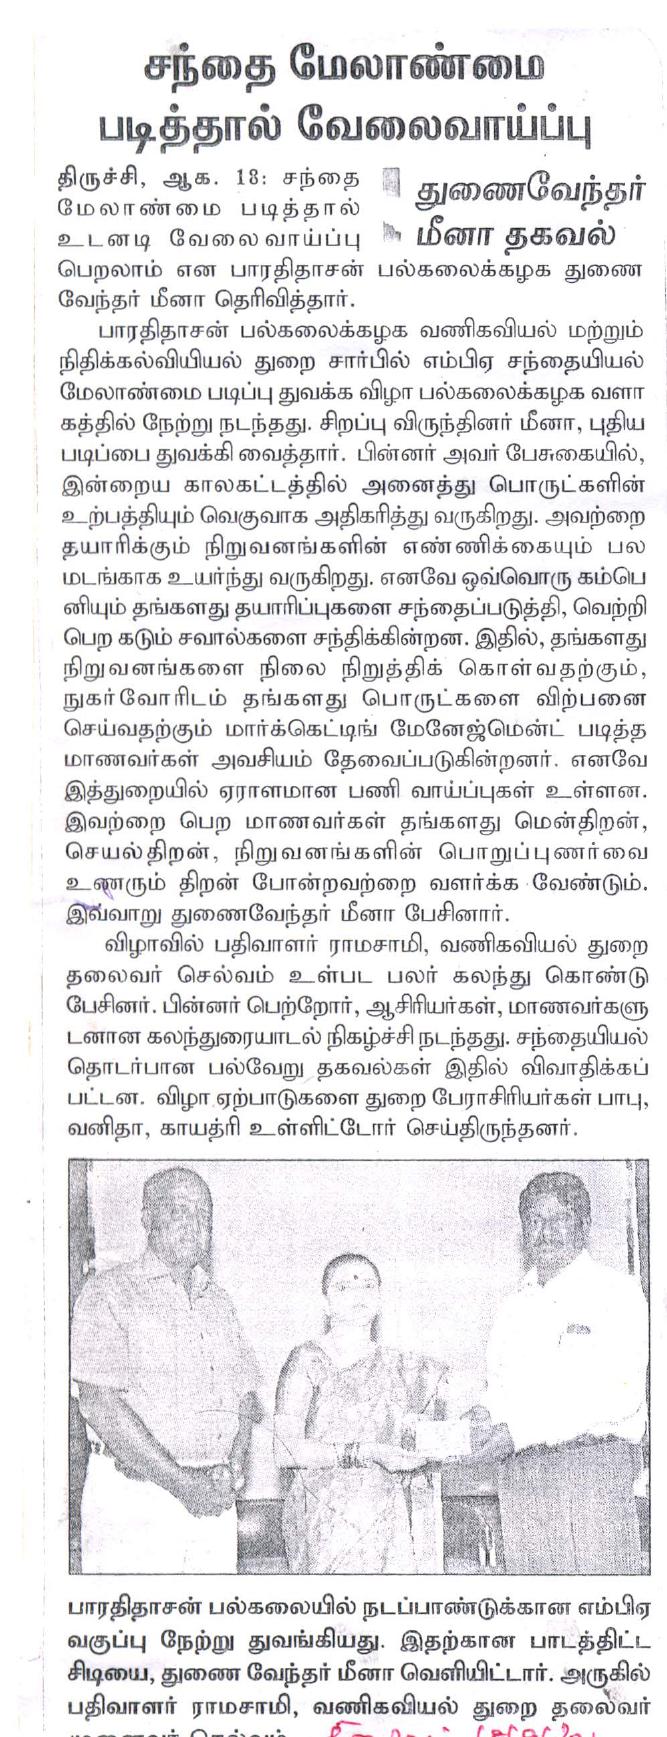 சந்தை மேலாண்மை
படித்தால் வேலைவாய்ப்பு
துணைவேந்தர்
மீனா தகவல்
திருச்சி, ஆக. 18: சந்தை
மேலாண்மை படித்தால்
உடனடி வேலைவாய்ப்பு
பெறலாம் என பாரதிதாசன் பல்கலைக்கழக துணை
வேந்தர் மீனா தெரிவித்தார்.
பாரதிதாசன் பல்கலைக்கழக வணிகவியல் மற்றும்
நிதிக்கல்வியியல் துறை சார்பில் எம்பிஏ சந்தையியல்
மேலாண்மை படிப்பு துவக்க விழா பல்கலைக்கழக வளா
கத்தில் நேற்று நடந்தது. சிறப்பு விருந்தினர் மீனா, புதிய
படிப்பை துவக்கி வைத்தார். பின்னர் அவர் பேசுகையில்,
இன்றைய காலகட்டத்தில் அனைத்து பொருட்களின்
உற்பத்தியும் வெகுவாக அதிகரித்து வருகிறது. அவற்றை
தயாரிக்கும் நிறுவனங்களின் எண்ணிக்கையும் பல
மடங்காக உயர்ந்து வருகிறது. எனவே ஒவ்வொரு கம்பெ
னியும் தங்களது தயாரிப்புகளை சந்தைப்படுத்தி, வெற்றி
பெற கடும் சவால்களை சந்திக்கின்றன. இதில், தங்களது
நிறுவனங்களை நிலை நிறுத்திக் கொள்வதற்கும்,
நுகர்வோரிடம் தங்களது பொருட்களை விற்பனை
செய்வதற்கும் மார்க்கெட்டிங் மேனேஜ்மென்ட் படித்த
மாணவர்கள் அவசியம் தேவைப்படுகின்றனர். எனவே
இத்துறையில் ஏராளமான பணி வாய்ப்புகள் உள்ளன.
இவற்றை பெற மாணவர்கள் தங்களது மென்திறன்,
செயல்திறன், நிறுவனங்களின் பொறுப்புணர்வை
உணரும் திறன் போன்றவற்றை வளர்க்க வேண்டும்.
இவ்வாறு துணைவேந்தர் மீனா பேசினார்.
விழாவில் பதிவாளர் ராமசாமி, வணிகவியல் துறை
தலைவர் செல்வம் உள்பட பலர் கலந்து கொண்டு
பேசினர். பின்னர் பெற்றோர், ஆசிரியர்கள், மாணவர்களு
டனான கலந்துரையாடல் நிகழ்ச்சி நடந்தது. சந்தையியல்
தொடர்பான பல்வேறு தகவல்கள் இதில் விவாதிக்கப்
பட்டன. விழா ஏற்பாடுகளை துறை பேராசிரியர்கள் பாபு,
வனிதா, காயத்ரி உள்ளிட்டோர் செய்திருந்தனர்.
பாரதிதாசன் பல்கலையில் நடப்பாண்டுக்கான எம்பிஏ
வகுப்பு நேற்று துவங்கியது. இதற்கான பாடத்திட்ட
சிடியை, துணை வேந்தர் மீனா வெளியிட்டார். அருகில்
பதிவாளர் ராமசாமி, வணிகவியல் துறை தலைவர்